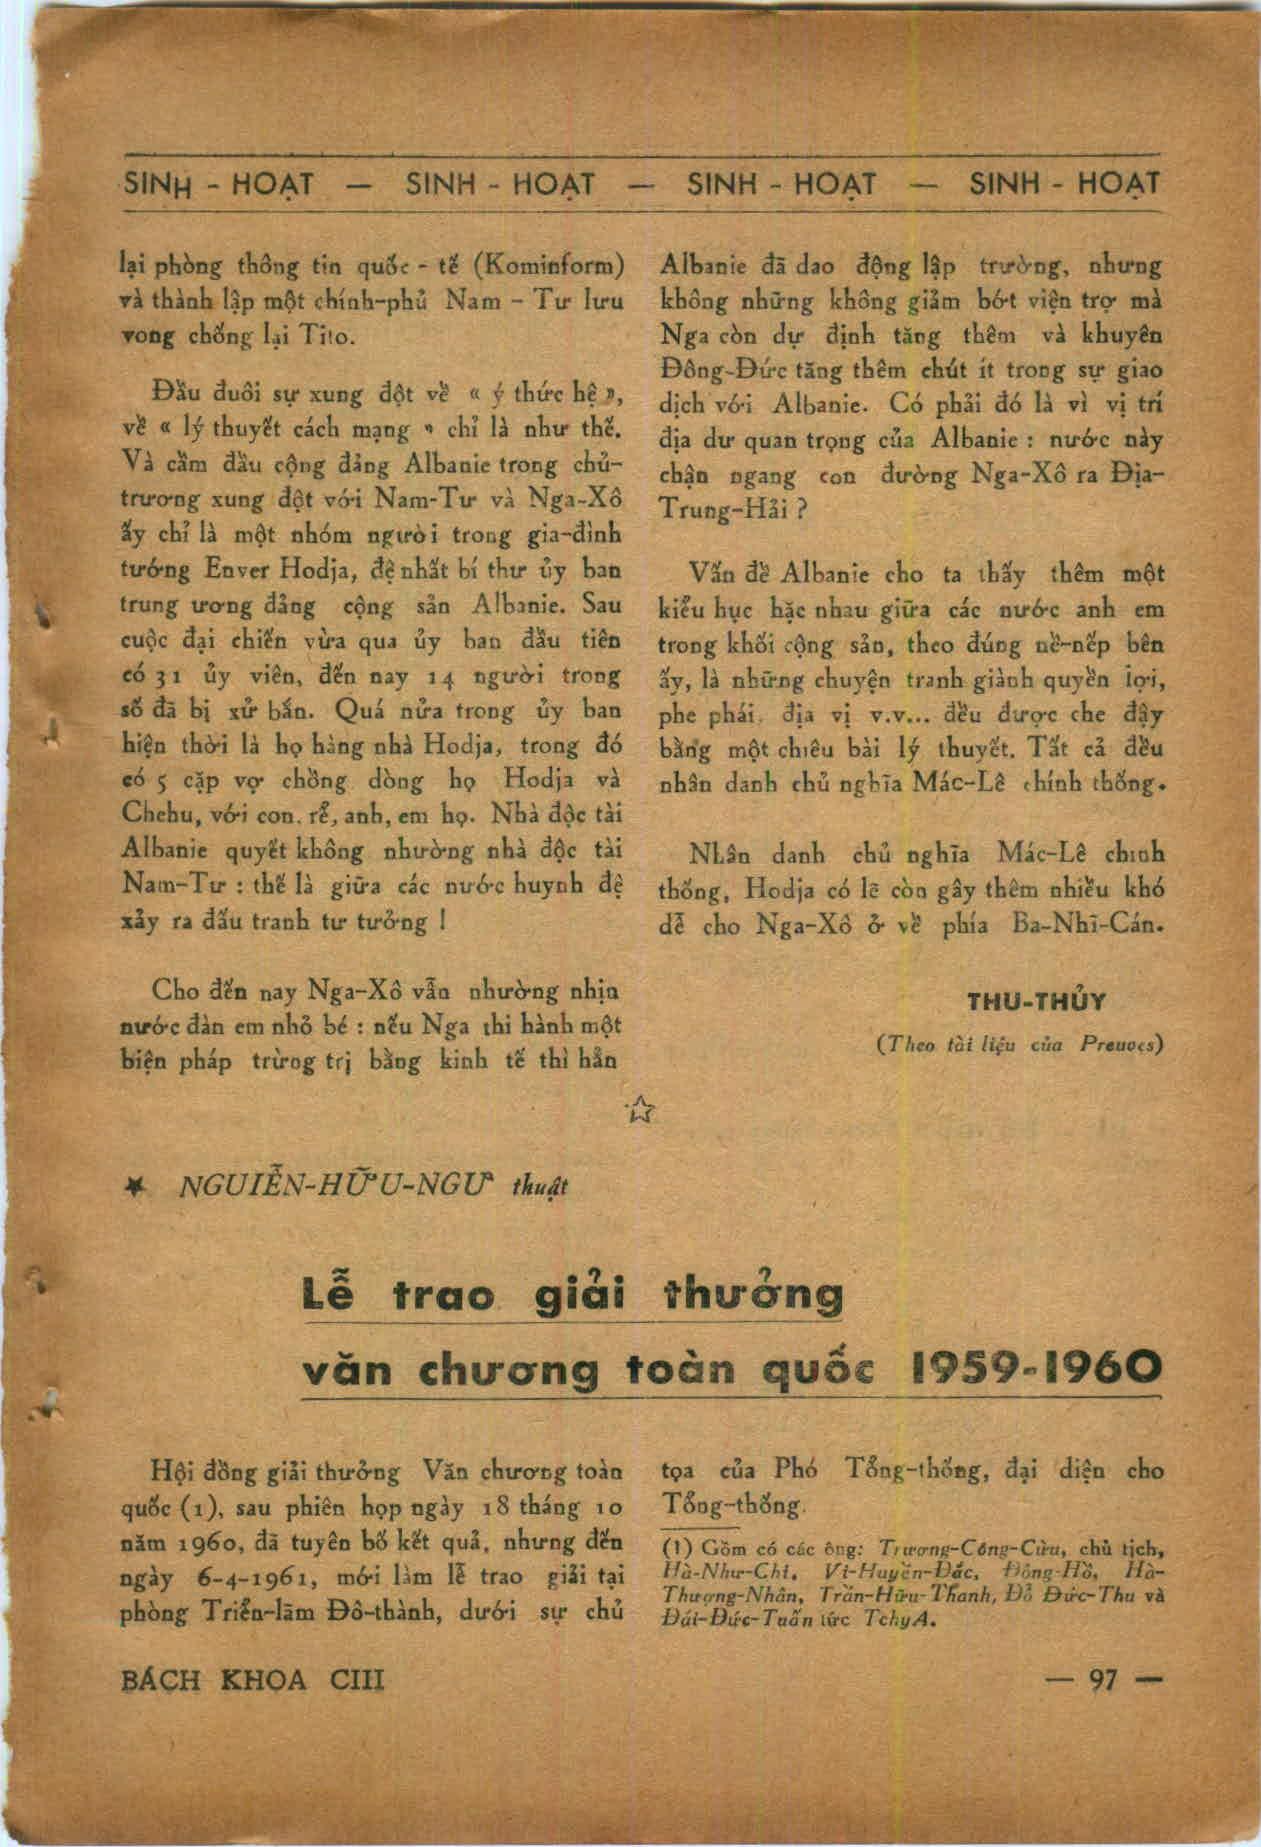 SINH - HOẠT — SINH - HOẠT — SINH - HOẠT — SINH - HOẠT
lại phòng thông tin quốc - tế (Kominform)
và thành lập một chính-phủ Nam - Tư lưu
vong chống lại Tito.
Đầu đuôi sự xung đột về « ý thức hệ »,
về « lý thuyết cách mạng » chỉ là như thế.
Và cầm đầu cộng đảng Albanie trong chủ-
trương xung đột với Nam-Tư và Nga-Xô
ấy chỉ là một nhóm người trong gia-đình
tướng Enver Hodja, đệ nhất bí thư ủy ban
trung ương đảng cộng sản Albanie. Sau
cuộc đại chiến vừa qua ủy ban đầu tiên
có 31 ủy viên, đến nay 14 người trong
số đã bị xử bắn. Quá nửa trong ủy ban
hiện thời là họ hàng nhà Hodja, trong đó
có 5 cặp vợ chồng dòng họ Hodja và
Chehu, với con, rể, anh, em họ. Nhà độc tài
Albanie quyết không nhường nhà độc tài
Nam-Tư : thế là giữa các nước huynh đệ
xảy ra đấu tranh tư tưởng !
Cho đến nay Nga-Xô vẫn nhường nhịn
nước đàn em nhỏ bé : nếu Nga thi hành một
biện pháp trừng trị bằng kinh tế thì hẳn
Albanie đã dao động lập trường, nhưng
không những không giảm bớt viện trợ mà
Nga còn dự định tăng thêm và khuyên
Đông-Đức tăng thêm chút ít trong sự giao
dịch với Albanie. Có phải đó là vì vị trí
địa dư quan trọng của Albanie : nước này
chận ngang con đường Nga-Xô ra Địa-
Trung-Hải ?
Vấn đề Albanie cho ta thấy thêm một
kiểu hục hặc nhau giữa các nước anh em
trong khối cộng sản, theo đúng nề-nếp bên
ấy, là những chuyện tranh giành quyền lợi,
phe phái, địa vị v.v... đều được che đậy
bằng một chiêu bài lý thuyết. Tất cả đều
nhân danh chủ nghĩa Mác-Lê chính thống.
Nhân danh chủ nghĩa Mác-Lê chính
thống, Hodja có lẽ còn gây thêm nhiều khó
dễ cho Nga-Xô ở về phía Ba-Nhĩ-Cán.
THU-THỦY
(Theo tài liệu của Preuves)
★ NGUIỄN-HỮU-NGƯ thuật
Lễ trao giải thưởng
văn chương toàn quốc 1959-1960
Hội đồng giải thưởng Văn chương toàn
quốc (1), sau phiên họp ngày 18 tháng 10
năm 1960, đã tuyên bố kết quả, nhưng đến
ngày 6-4-1961, mới làm lễ trao giải tại
phòng Triển-lãm Đô-thành, dưới sự chủ
tọa của Phó Tổng-thống, đại diện cho
Tổng-thống.
(1) Gồm có các ông: Trương-Công-Cừu, chủ tịch,
Hà-Như-Chi, Vi-Huyền-Đắc, Đông-Hồ, Hà-
Thượng-Nhân, Trần-Hữu-Thanh, Đỗ Đức-Thu và
Đái-Đức-Tuấn tức TchyA.
BÁCH KHOA CIII
— 97 —